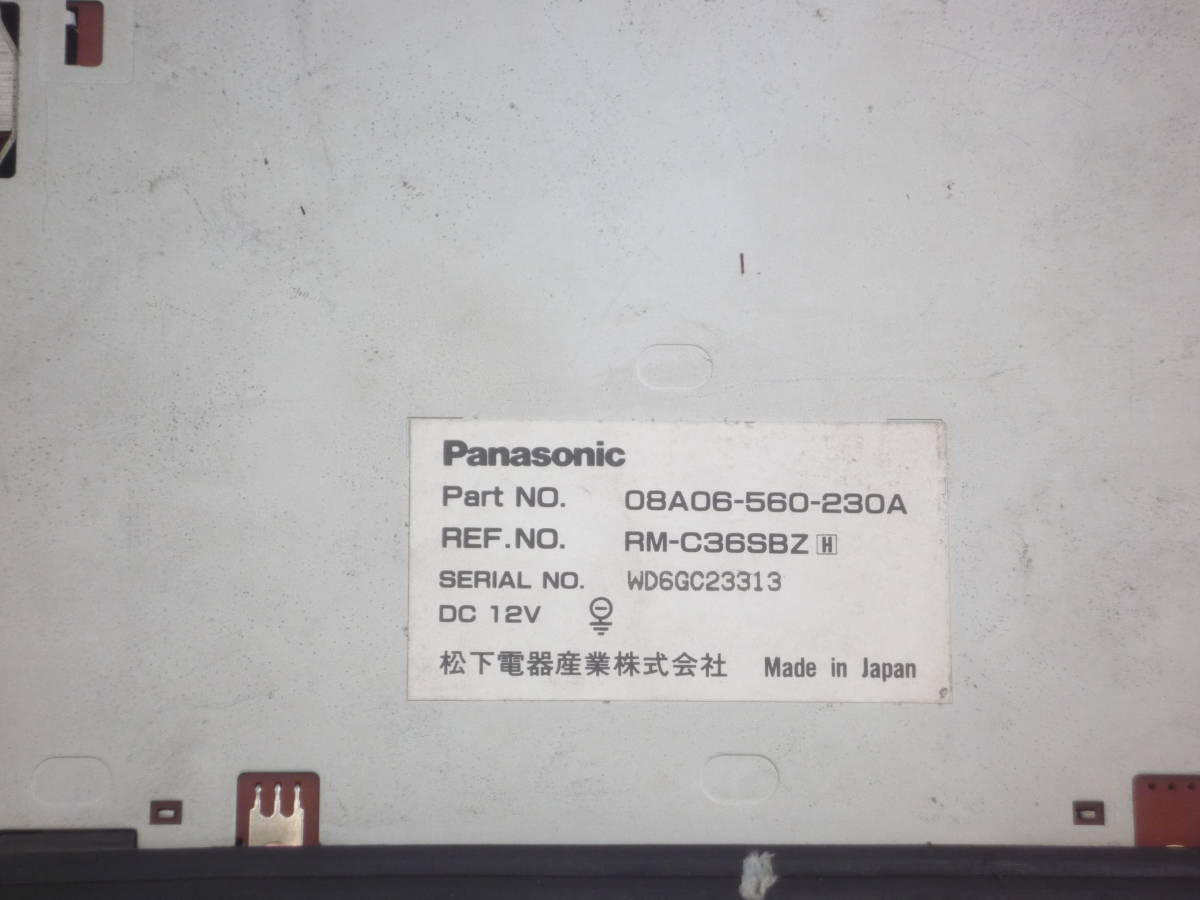 Panasonic
Part NO. 08A06-560-230A
REF.NO. RM-C36SBZ H
SERIAL NO. WD6GC23313
DC 12V
松下電器産業株式会社 Made in Japan